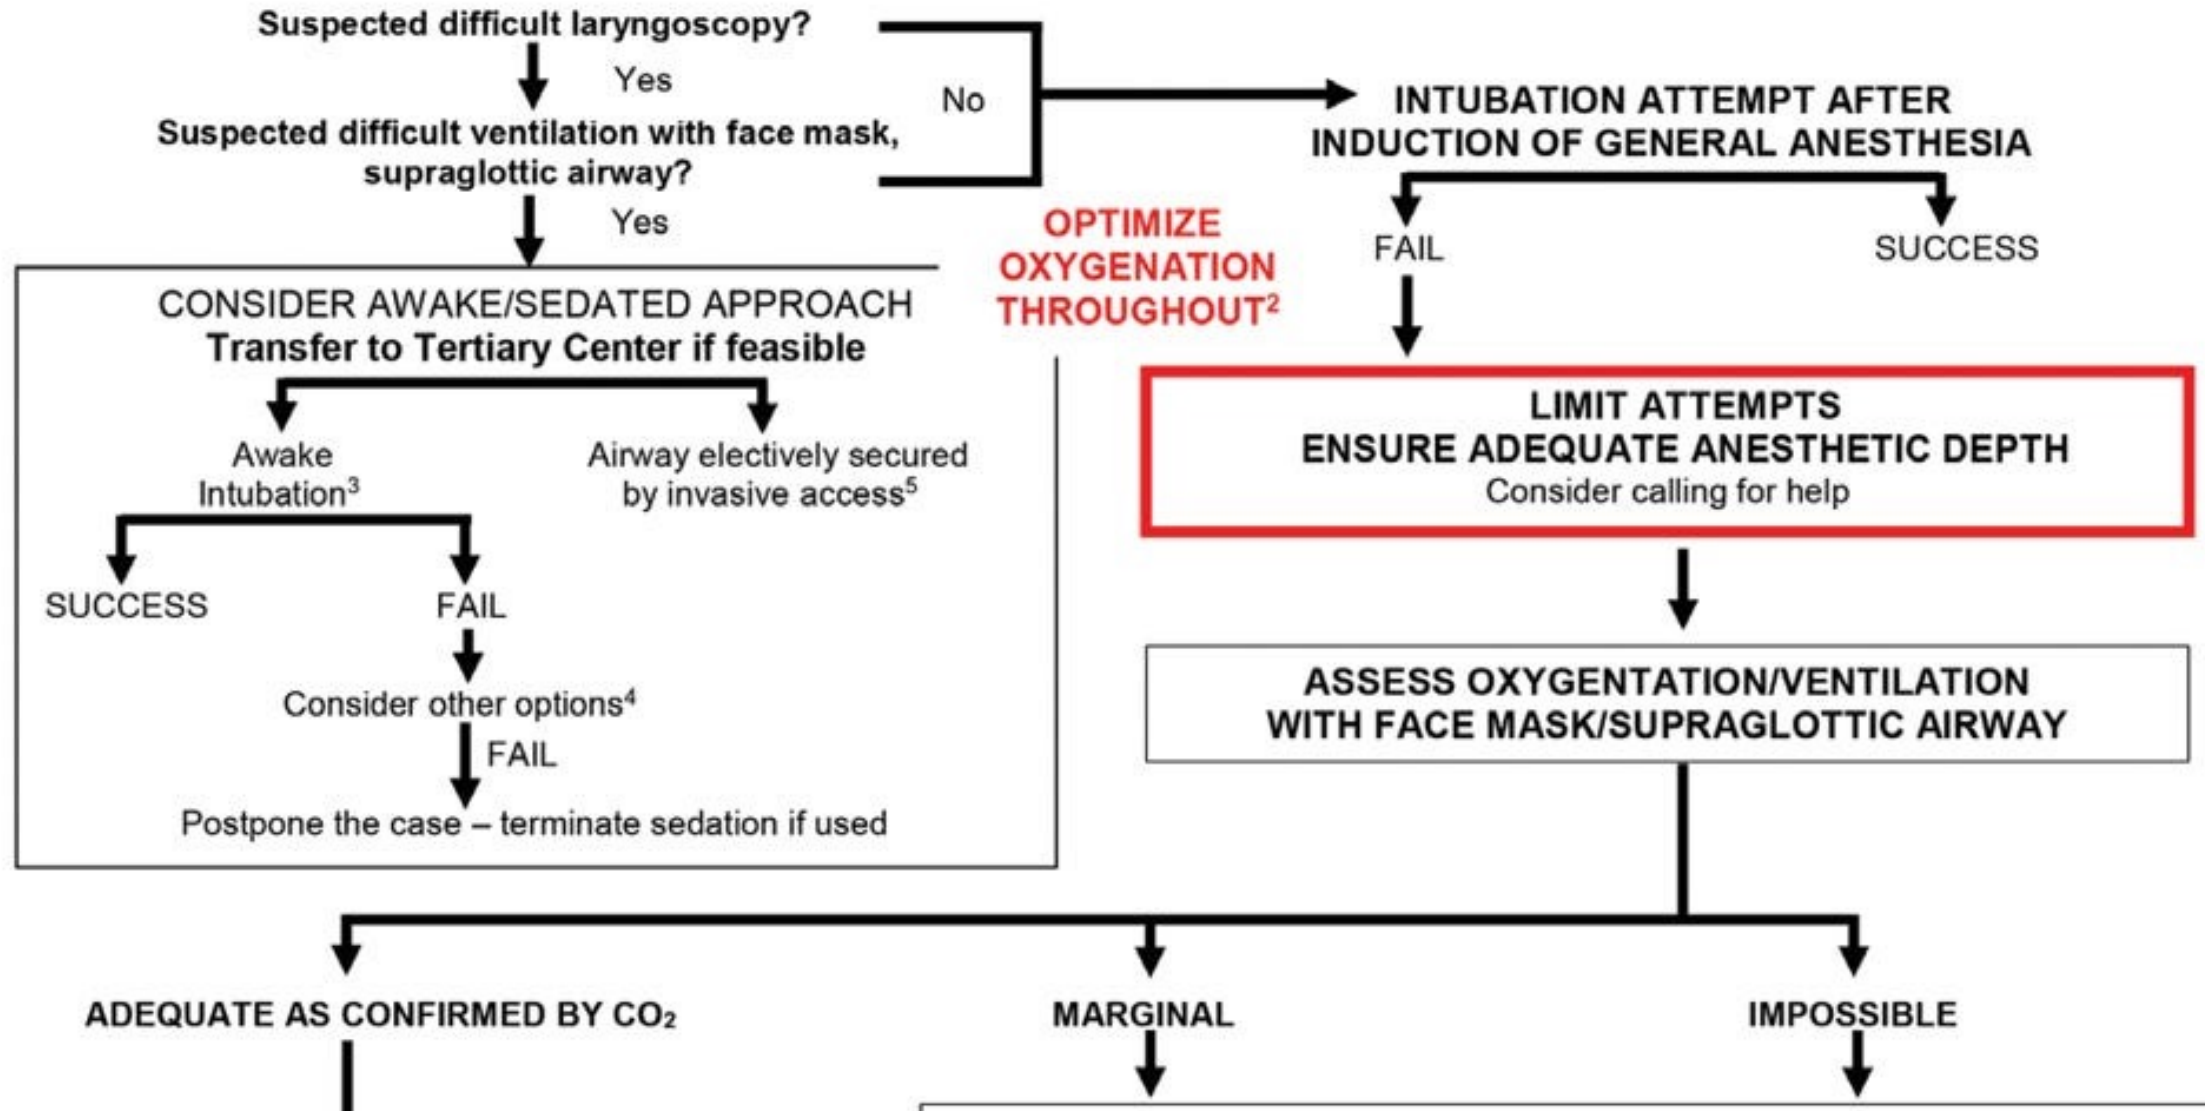 Suspected difficult laryngoscopy?
Yes
No
Suspected difficult ventilation with face mask,
supraglottic airway?
Yes
INTUBATION ATTEMPT AFTER
INDUCTION OF GENERAL ANESTHESIA
FAIL
SUCCESS
OPTIMIZE
OXYGENATION
THROUGHOUT²
CONSIDER AWAKE/SEDATED APPROACH
Transfer to Tertiary Center if feasible
Awake
Intubation³
Airway electively secured
by invasive access⁵
SUCCESS
FAIL
Consider other options⁴
FAIL
Postpone the case – terminate sedation if used
LIMIT ATTEMPTS
ENSURE ADEQUATE ANESTHETIC DEPTH
Consider calling for help
ASSESS OXYGENTATION/VENTILATION
WITH FACE MASK/SUPRAGLOTTIC AIRWAY
ADEQUATE AS CONFIRMED BY CO₂
MARGINAL
IMPOSSIBLE